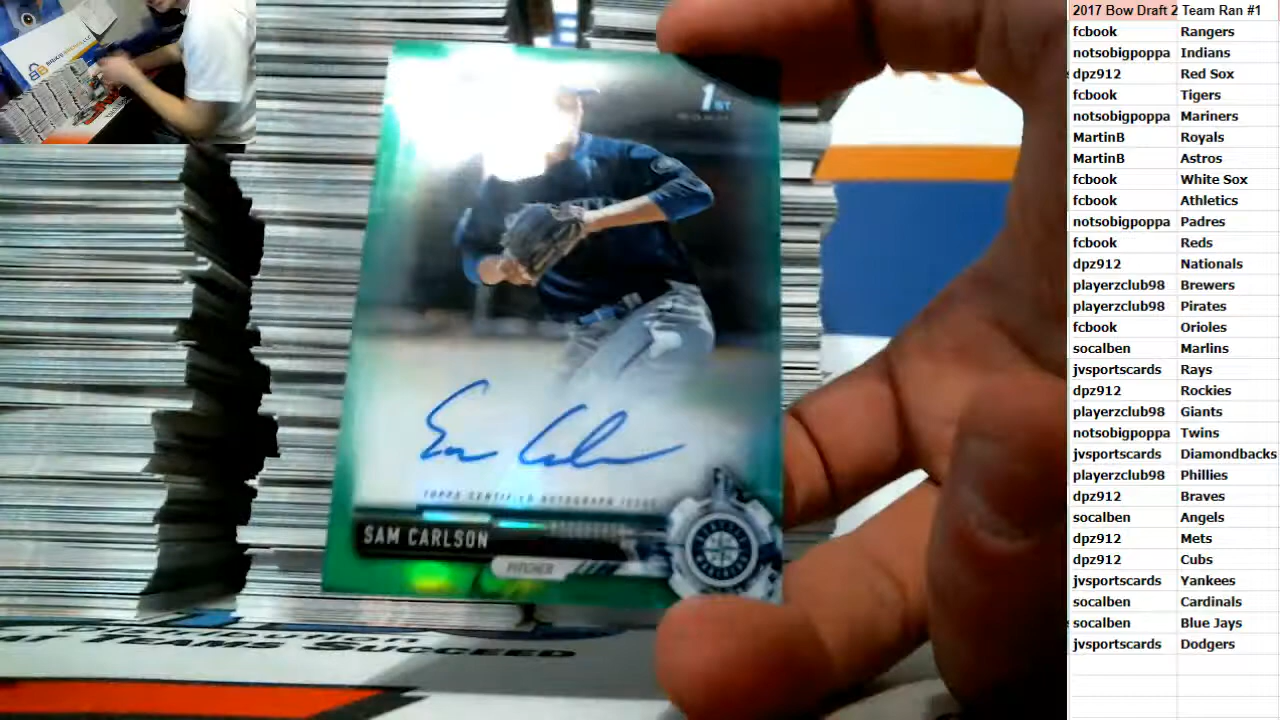 1ST
TOPPS CERTIFIED AUTOGRAPH ISSUE
SAM CARLSON
PITCHER
MT TEAMS SUCCEED
2017 Bow Draft 2 Team Ran #1
fcbook Rangers
notsobigpoppa Indians
dpz912 Red Sox
fcbook Tigers
notsobigpoppa Mariners
MartinB Royals
MartinB Astros
fcbook White Sox
fcbook Athletics
notsobigpoppa Padres
fcbook Reds
dpz912 Nationals
playerzclub98 Brewers
playerzclub98 Pirates
fcbook Orioles
socalben Marlins
jvsportscards Rays
dpz912 Rockies
playerzclub98 Giants
notsobigpoppa Twins
jvsportscards Diamondbacks
playerzclub98 Phillies
dpz912 Braves
socalben Angels
dpz912 Mets
dpz912 Cubs
jvsportscards Yankees
socalben Cardinals
socalben Blue Jays
jvsportscards Dodgers